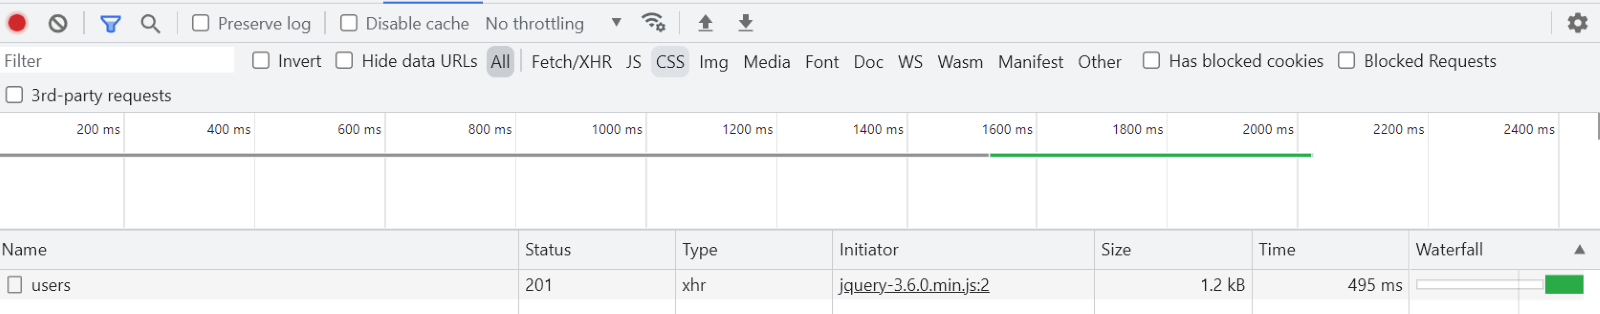 Preserve log Disable cache No throttling
Filter Invert Hide data URLs All Fetch/XHR JS CSS Img Media Font Doc WS Wasm Manifest Other Has blocked cookies Blocked Requests
3rd-party requests
200 ms 400 ms 600 ms 800 ms 1000 ms 1200 ms 1400 ms 1600 ms 1800 ms 2000 ms 2200 ms 2400 ms
Name Status Type Initiator Size Time Waterfall
users 201 xhr jquery-3.6.0.min.js:2 1.2 kB 495 ms